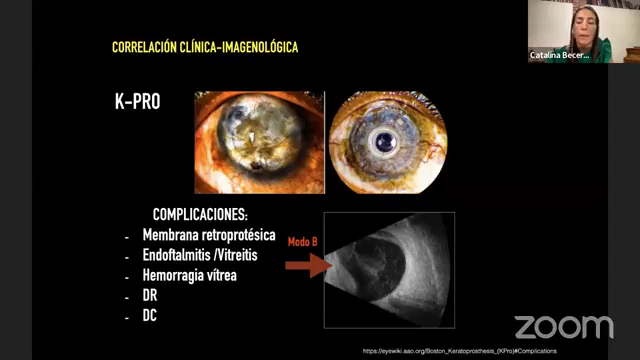 CORRELACIÓN CLÍNICA-IMAGENOLÓGICA
Catalina Becer...
K-PRO
COMPLICACIONES:
- Membrana retroprotésica
- Endoftalmitis /Vitreitis
- Hemorragia vítrea
- DR
- DC
Modo B
zoom
https://eyewiki.aao.org/Boston_Keratoprosthesis_(KPro)#Complications